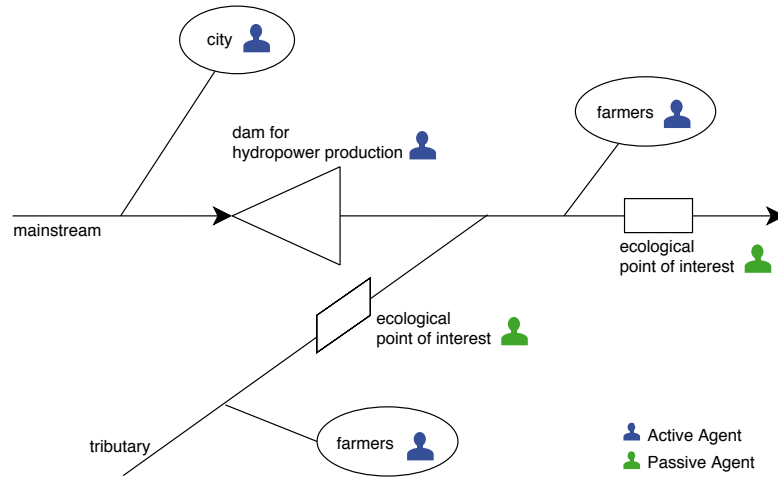 city
farmers
dam for
hydropower production
mainstream
ecological
point of interest
ecological
point of interest
tributary
farmers
Active Agent
Passive Agent